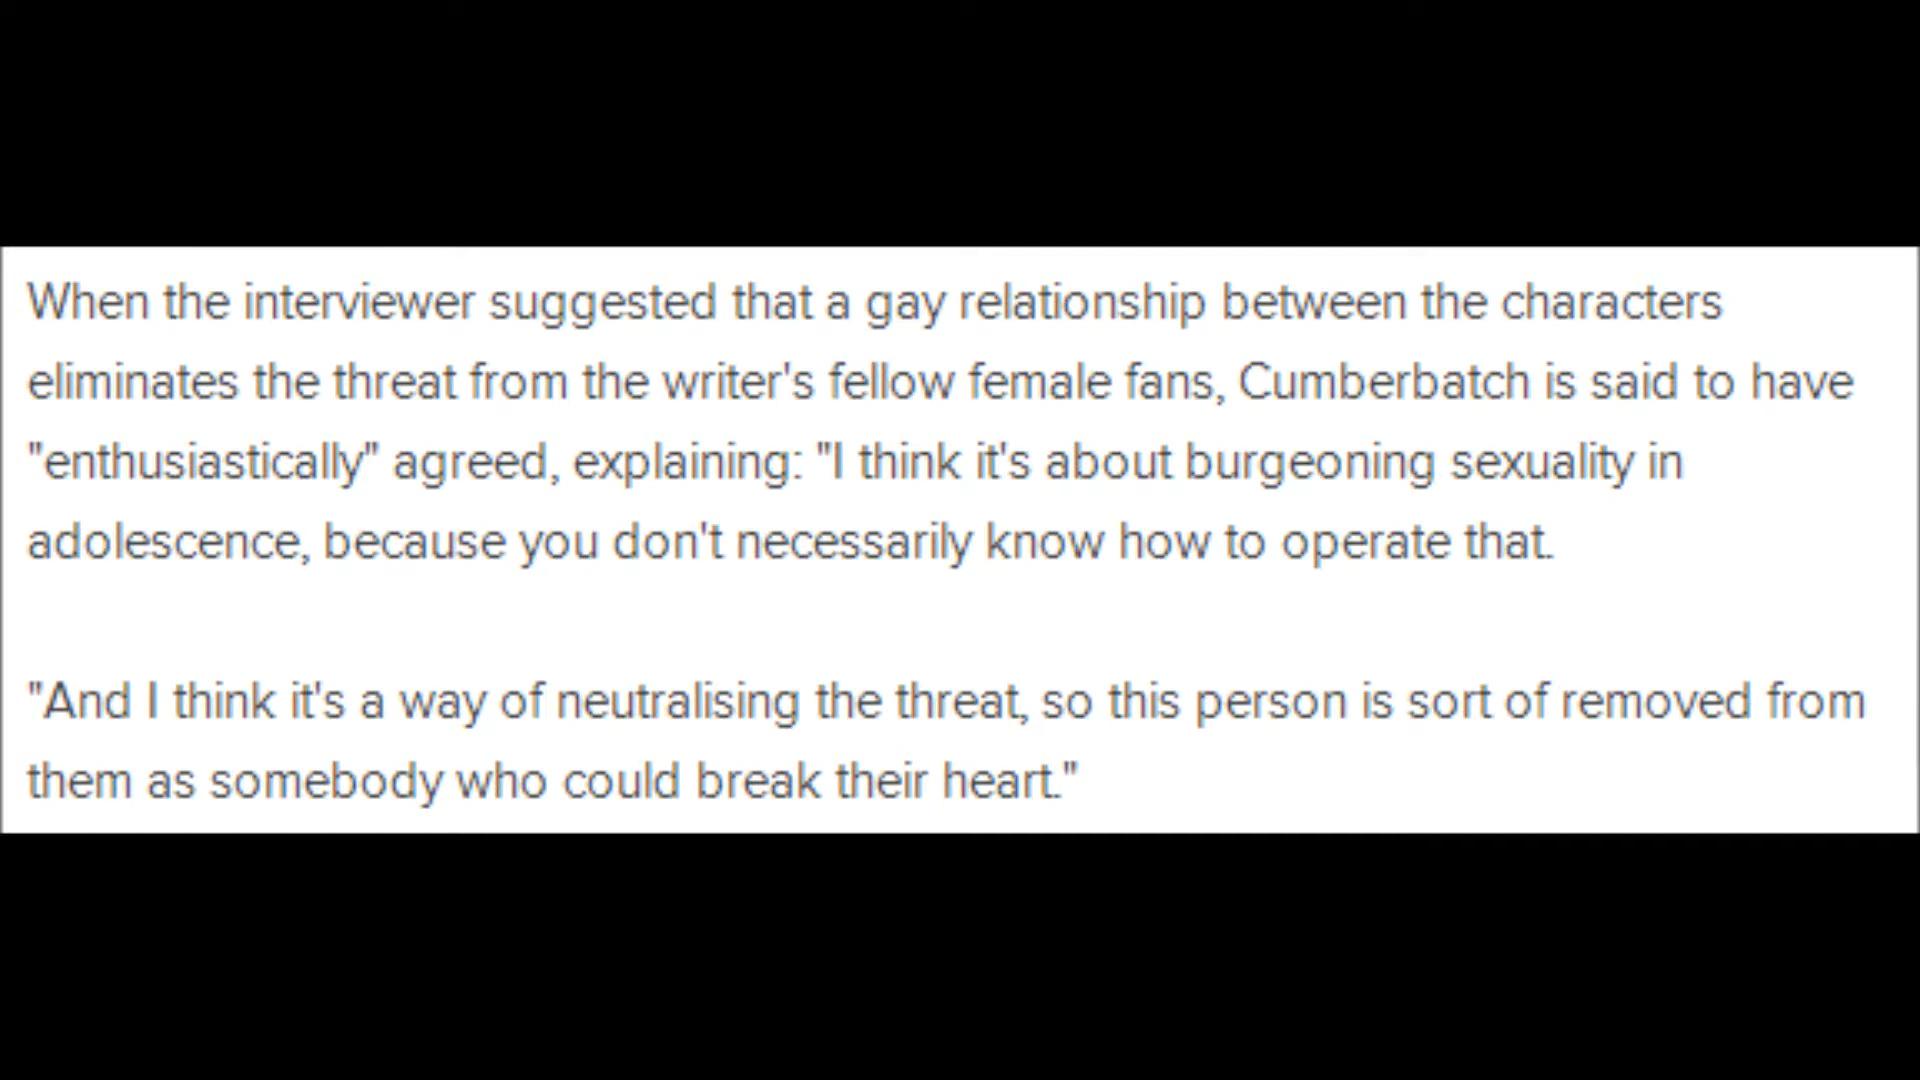 When the interviewer suggested that a gay relationship between the characters
eliminates the threat from the writer's fellow female fans, Cumberbatch is said to have
"enthusiastically" agreed, explaining: "I think it's about burgeoning sexuality in
adolescence, because you don't necessarily know how to operate that.
"And I think it's a way of neutralising the threat, so this person is sort of removed from
them as somebody who could break their heart."